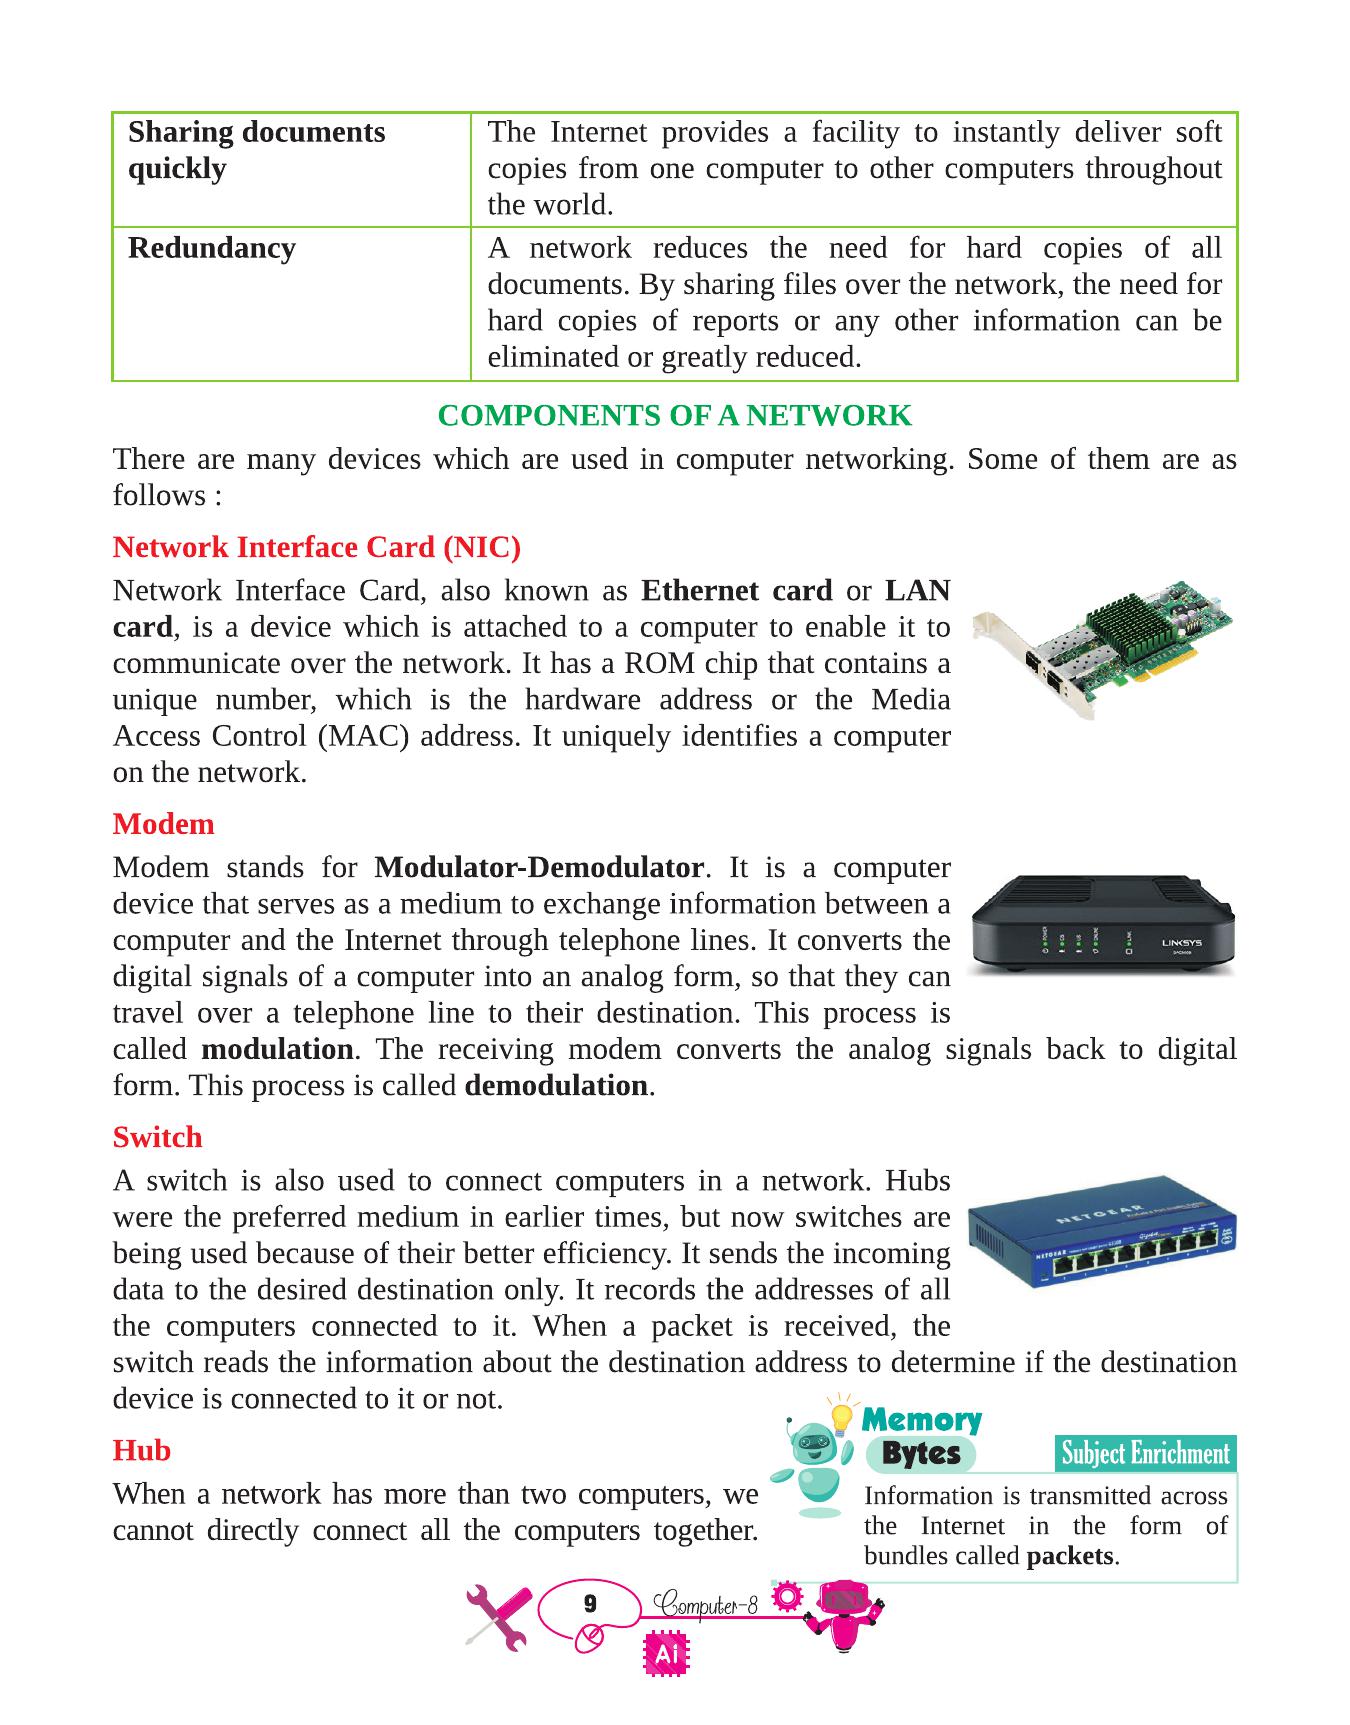 Sharing documents
quickly
The Internet provides a facility to instantly deliver soft
copies from one computer to other computers throughout
the world.
Redundancy
A network reduces the need for hard copies of all
documents. By sharing files over the network, the need for
hard copies of reports or any other information can be
eliminated or greatly reduced.
COMPONENTS OF A NETWORK
There are many devices which are used in computer networking. Some of them are as
follows :
Network Interface Card (NIC)
Network Interface Card, also known as Ethernet card or LAN
card, is a device which is attached to a computer to enable it to
communicate over the network. It has a ROM chip that contains a
unique number, which is the hardware address or the Media
Access Control (MAC) address. It uniquely identifies a computer
on the network.
Modem
Modem stands for Modulator-Demodulator. It is a computer
device that serves as a medium to exchange information between a
computer and the Internet through telephone lines. It converts the
digital signals of a computer into an analog form, so that they can
travel over a telephone line to their destination. This process is
called modulation. The receiving modem converts the analog signals back to digital
form. This process is called demodulation.
LINKSYS
Switch
A switch is also used to connect computers in a network. Hubs
were the preferred medium in earlier times, but now switches are
being used because of their better efficiency. It sends the incoming
data to the desired destination only. It records the addresses of all
the computers connected to it. When a packet is received, the
switch reads the information about the destination address to determine if the destination
device is connected to it or not.
NETGEAR
NETGEAR
Hub
When a network has more than two computers, we
cannot directly connect all the computers together.
Memory
Bytes
Subject Enrichment
Information is transmitted across
the Internet in the form of
bundles called packets.
9
Computer-8
Ai